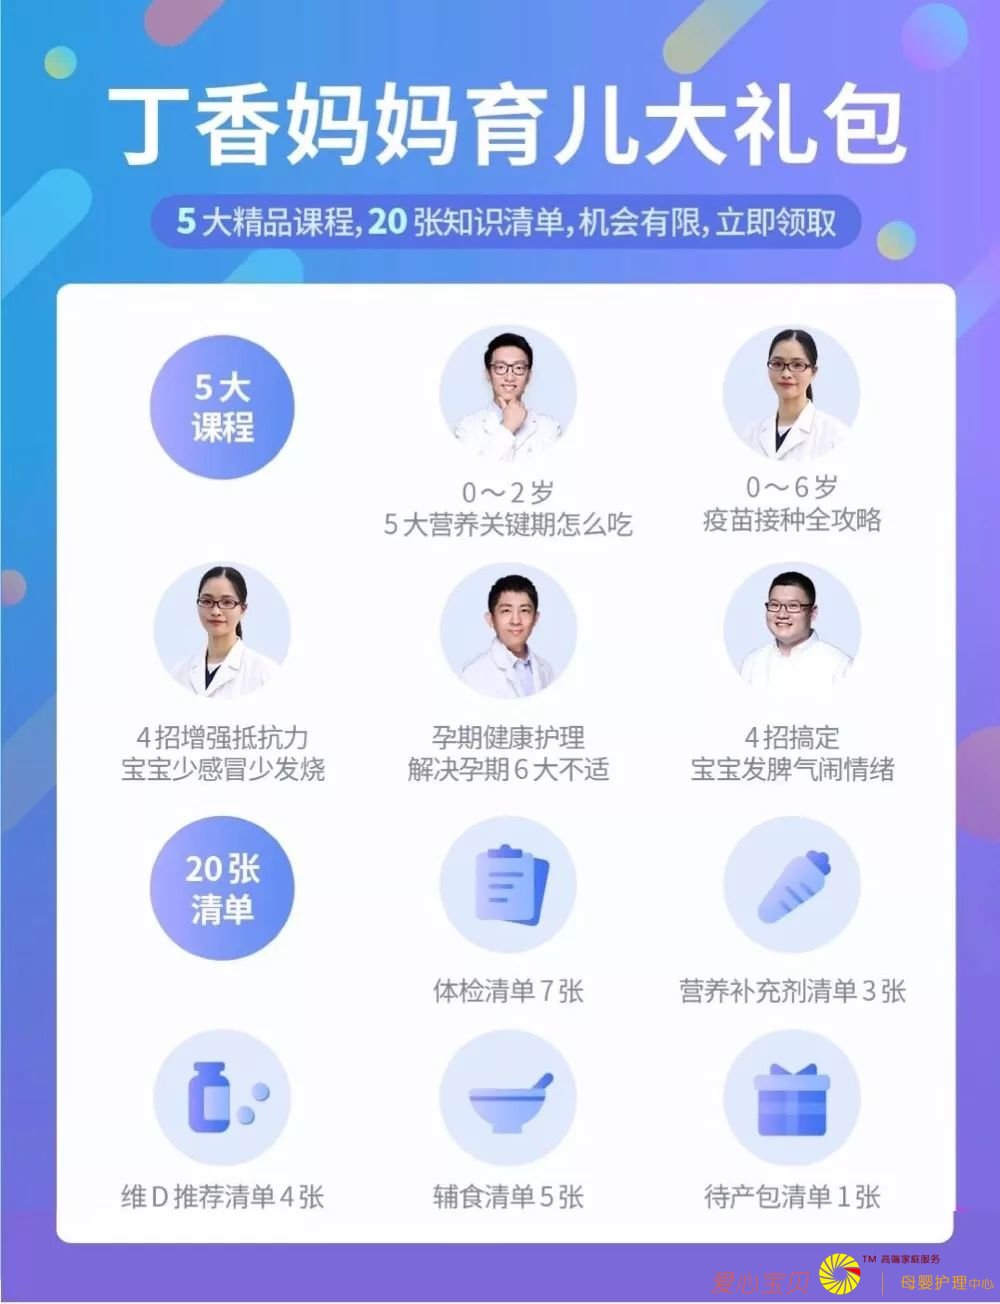 丁香妈妈育儿大礼包
5 大精品课程, 20 张知识清单, 机会有限, 立即领取
5 大
课程
0～2 岁
5 大营养关键期怎么吃
0～6 岁
疫苗接种全攻略
4 招增强抵抗力
宝宝少感冒少发烧
孕期健康护理
解决孕期 6 大不适
4 招搞定
宝宝发脾气闹情绪
20 张
清单
体检清单 7 张
营养补充剂清单 3 张
维 D 推荐清单 4 张
辅食清单 5 张
待产包清单 1 张
爱心宝贝
TM 高端家庭服务
母婴护理中心